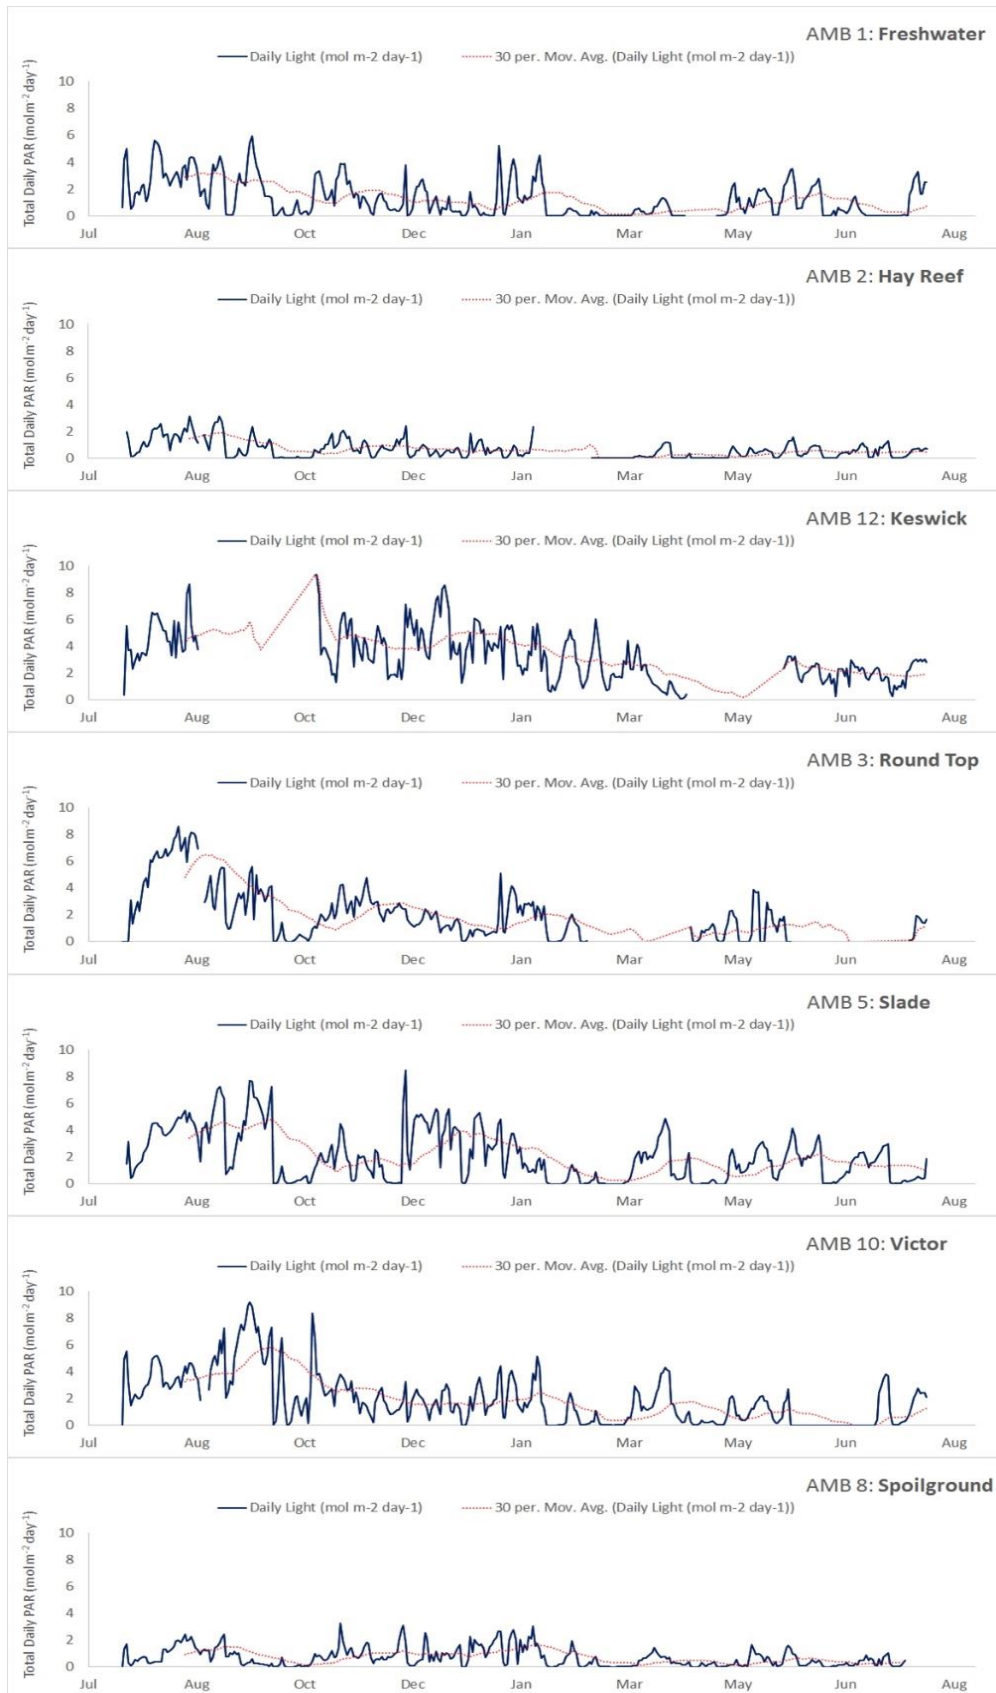 AMB 1: Freshwater
Daily Light (mol m-2 day-1) 30 per. Mov. Avg. (Daily Light (mol m-2 day-1))
Total Daily PAR (molm-2 day-1)
10
8
6
4
2
0
Jul Aug Oct Dec Jan Mar May Jun Aug
AMB 2: Hay Reef
Daily Light (mol m-2 day-1) 30 per. Mov. Avg. (Daily Light (mol m-2 day-1))
Total Daily PAR (molm-2 day-1)
10
8
6
4
2
0
Jul Aug Oct Dec Jan Mar May Jun Aug
AMB 12: Keswick
Daily Light (mol m-2 day-1) 30 per. Mov. Avg. (Daily Light (mol m-2 day-1))
Total Daily PAR (molm-2 day-1)
10
8
6
4
2
0
Jul Aug Oct Dec Jan Mar May Jun Aug
AMB 3: Round Top
Daily Light (mol m-2 day-1) 30 per. Mov. Avg. (Daily Light (mol m-2 day-1))
Total Daily PAR (molm-2 day-1)
10
8
6
4
2
0
Jul Aug Oct Dec Jan Mar May Jun Aug
AMB 5: Slade
Daily Light (mol m-2 day-1) 30 per. Mov. Avg. (Daily Light (mol m-2 day-1))
Total Daily PAR (molm-2 day-1)
10
8
6
4
2
0
Jul Aug Oct Dec Jan Mar May Jun Aug
AMB 10: Victor
Daily Light (mol m-2 day-1) 30 per. Mov. Avg. (Daily Light (mol m-2 day-1))
Total Daily PAR (molm-2 day-1)
10
8
6
4
2
0
Jul Aug Oct Dec Jan Mar May Jun Aug
AMB 8: Spoilground
Daily Light (mol m-2 day-1) 30 per. Mov. Avg. (Daily Light (mol m-2 day-1))
Total Daily PAR (molm-2 day-1)
10
8
6
4
2
0
Jul Aug Oct Dec Jan Mar May Jun Aug